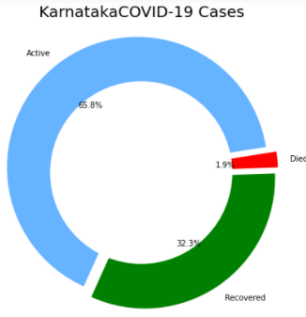 KarnatakaCOVID-19 Cases
Active
65.8%
1.9%
Died
32.3%
Recovered